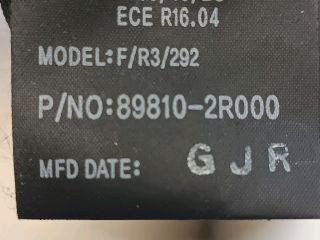 ECE R16.04
MODEL: F/R3/292
P/NO: 89810-2R000
MFD DATE: GJR